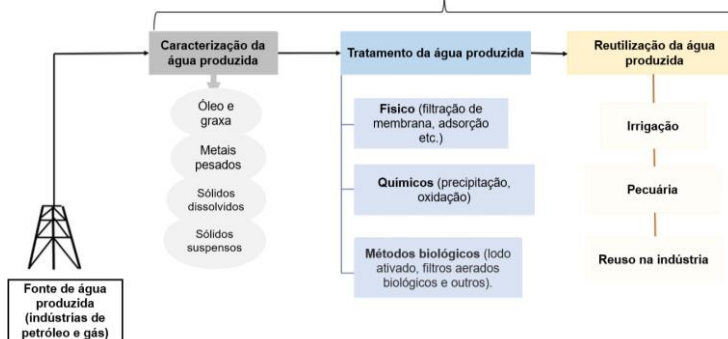 Caracterização da
água produzida
Tratamento da água produzida
Reutilização da água
produzida
Óleo e
graxa
Metais
pesados
Sólidos
dissolvidos
Sólidos
suspensos
Físico (filtração de
membrana, adsorção
etc.)
Químicos (precipitação,
oxidação)
Métodos biológicos (lodo
ativado, filtros aerados
biológicos e outros).
Irrigação
Pecuária
Reuso na indústria
Fonte de água
produzida
(indústrias de
petróleo e gás)